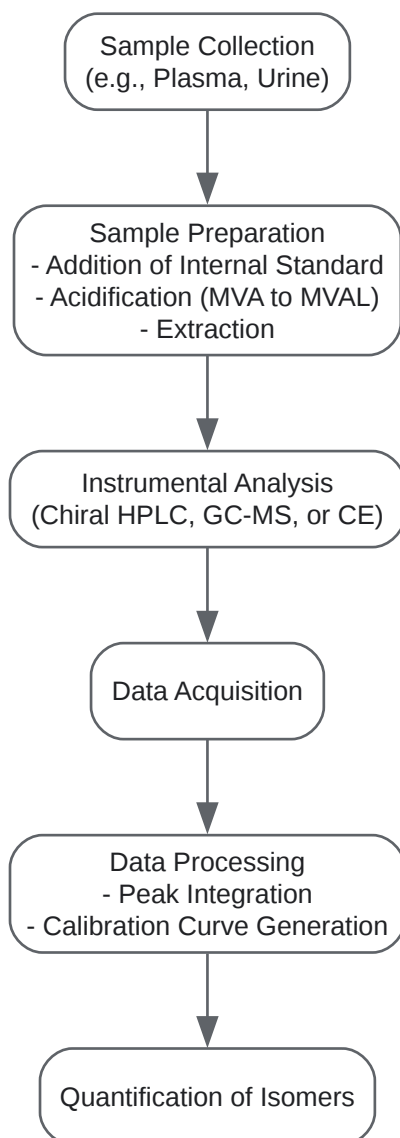 Sample Collection
(e.g., Plasma, Urine)
Sample Preparation
- Addition of Internal Standard
- Acidification (MVA to MVAL)
- Extraction
Instrumental Analysis
(Chiral HPLC, GC-MS, or CE)
Data Acquisition
Data Processing
- Peak Integration
- Calibration Curve Generation
Quantification of Isomers